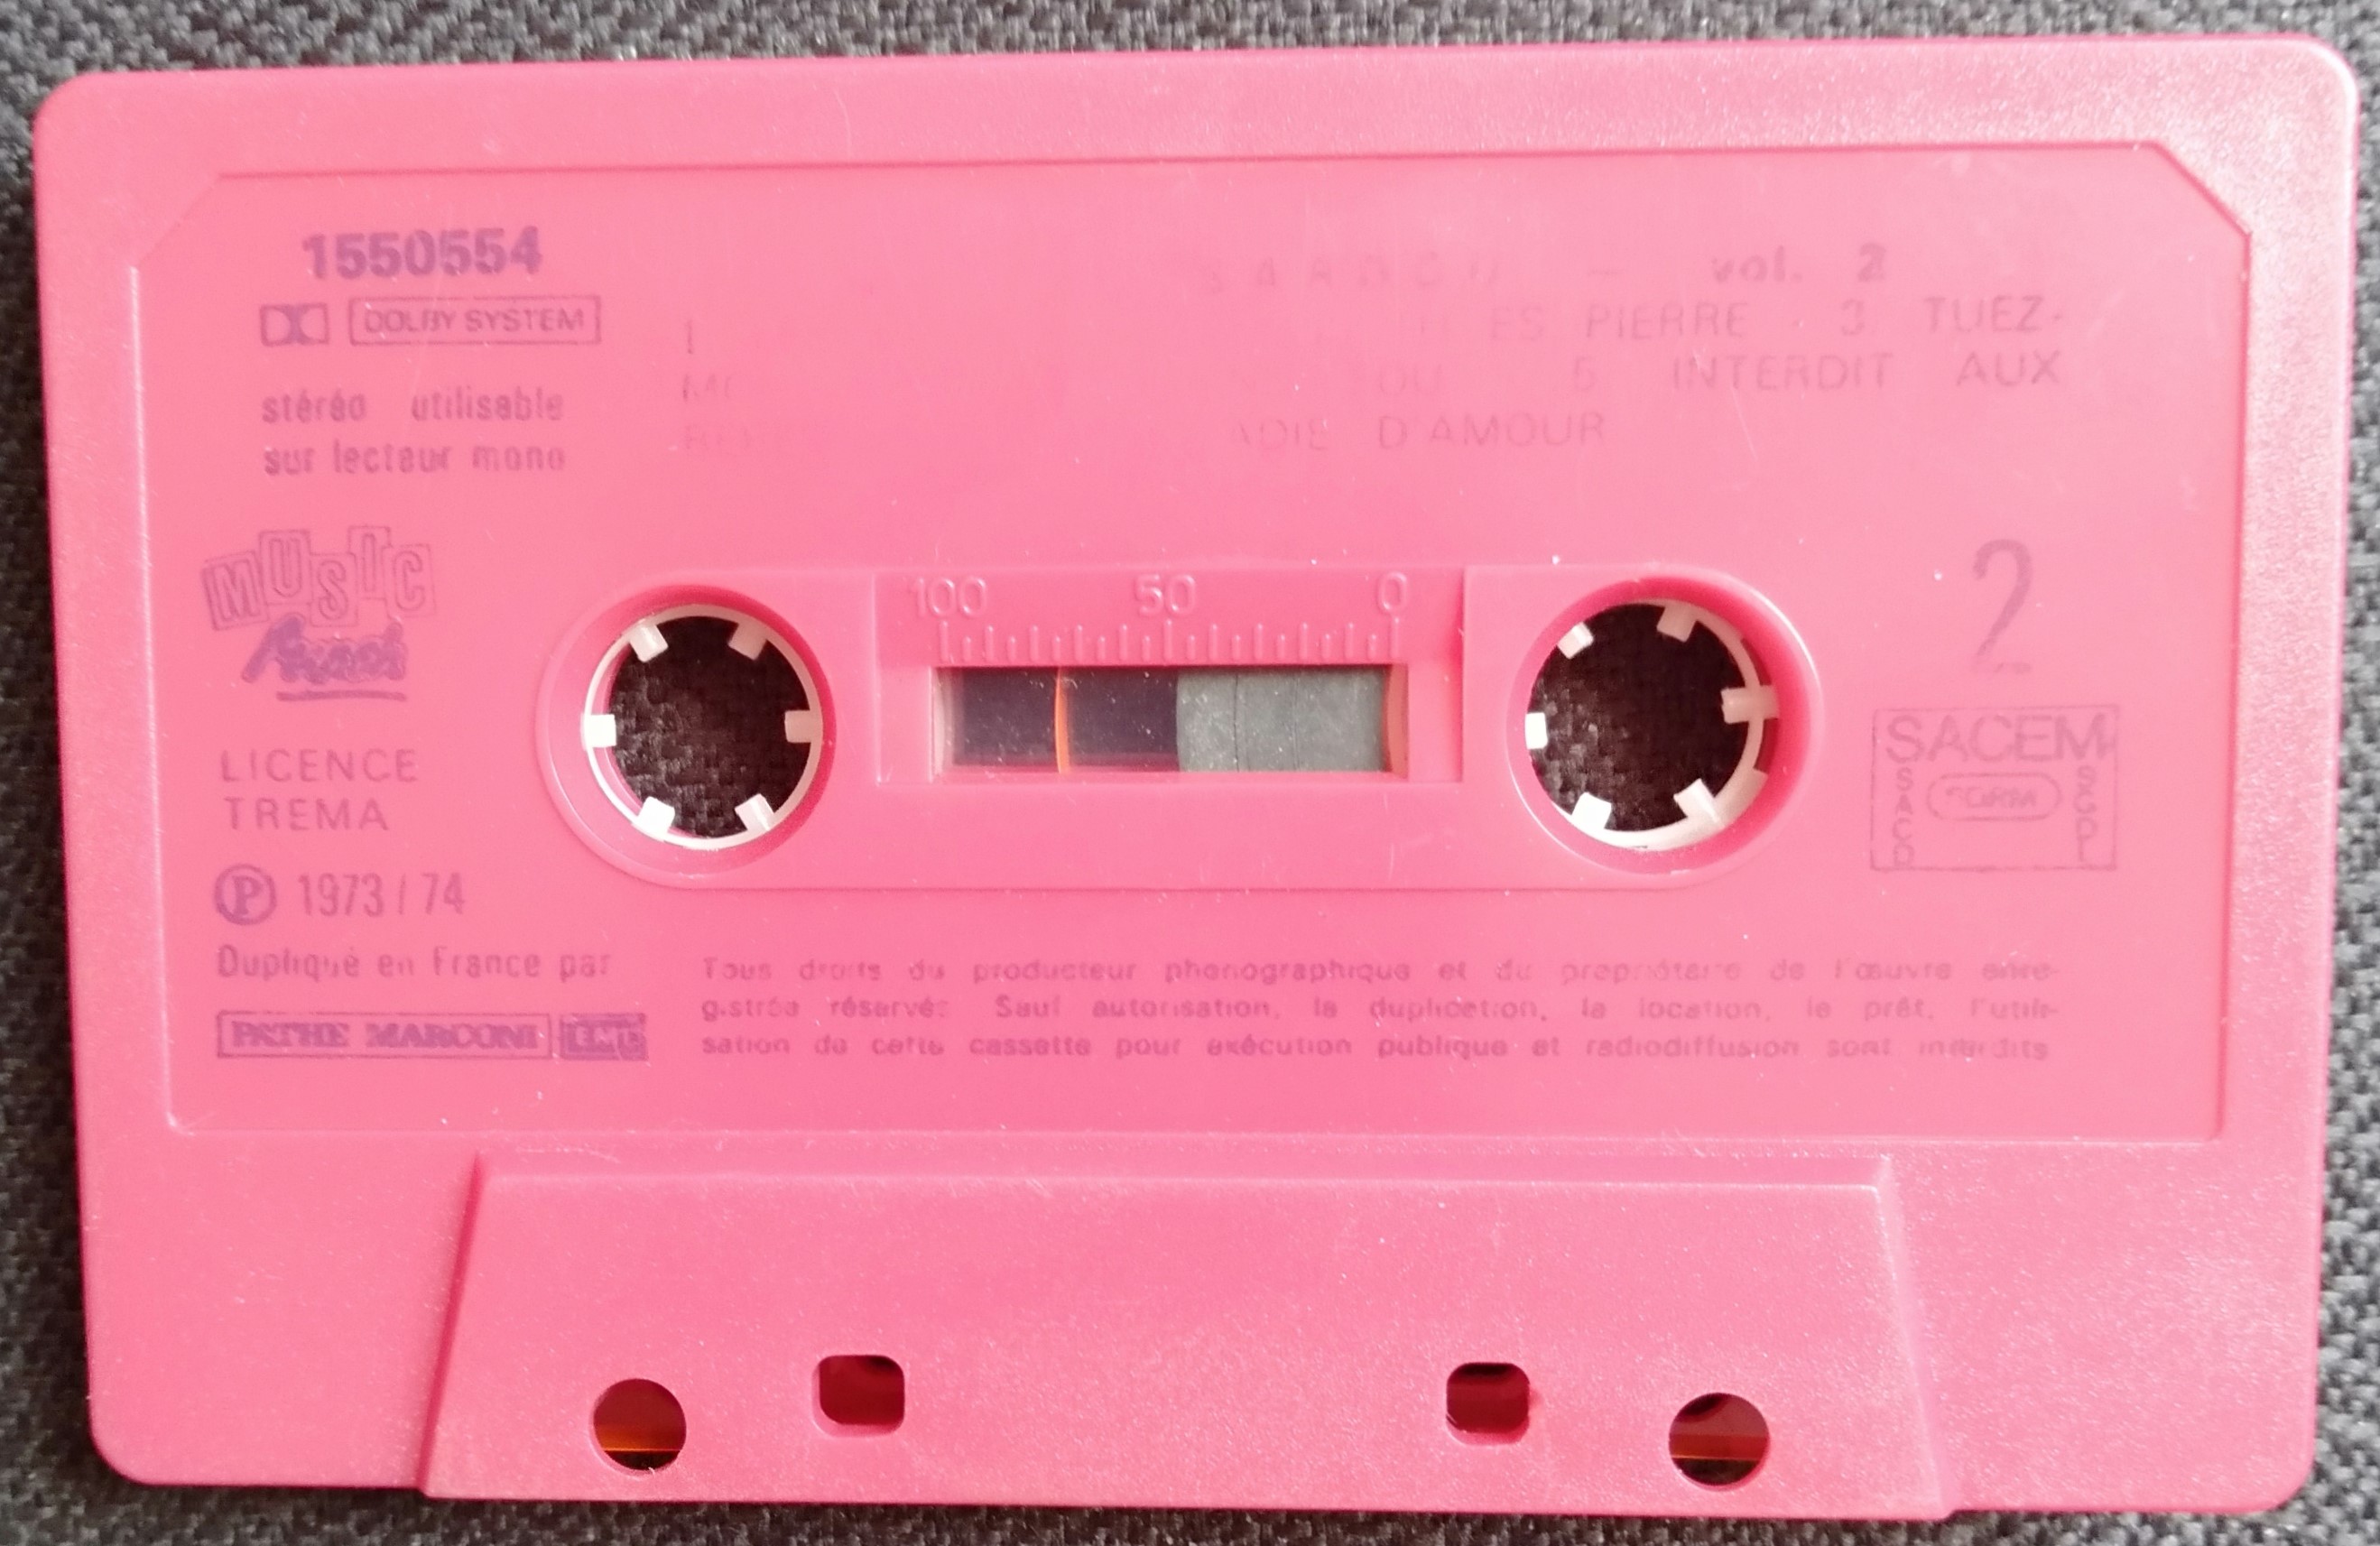 1550554
DOLBY SYSTEM
stéréo utilisable
sur lecteur mono
SARDOU — vol. 2
1 ES PIERRE - 3 TUEZ-
5 INTERDIT AUX
D'AMOUR
MUSIC
LICENCE
TREMA
Ⓟ 1973 / 74
Dupliqué en France par
PATHE MARCONI EMI
100 50 0
2
SACEM
SACD SDRM SGDL
Tous droits du producteur phonographique et du propriétaire de l'œuvre enre-
gistrée réservés Sauf autorisation, la duplication, la location, le prêt, l'utili-
sation de cette cassette pour exécution publique et radiodiffusion sont interdits